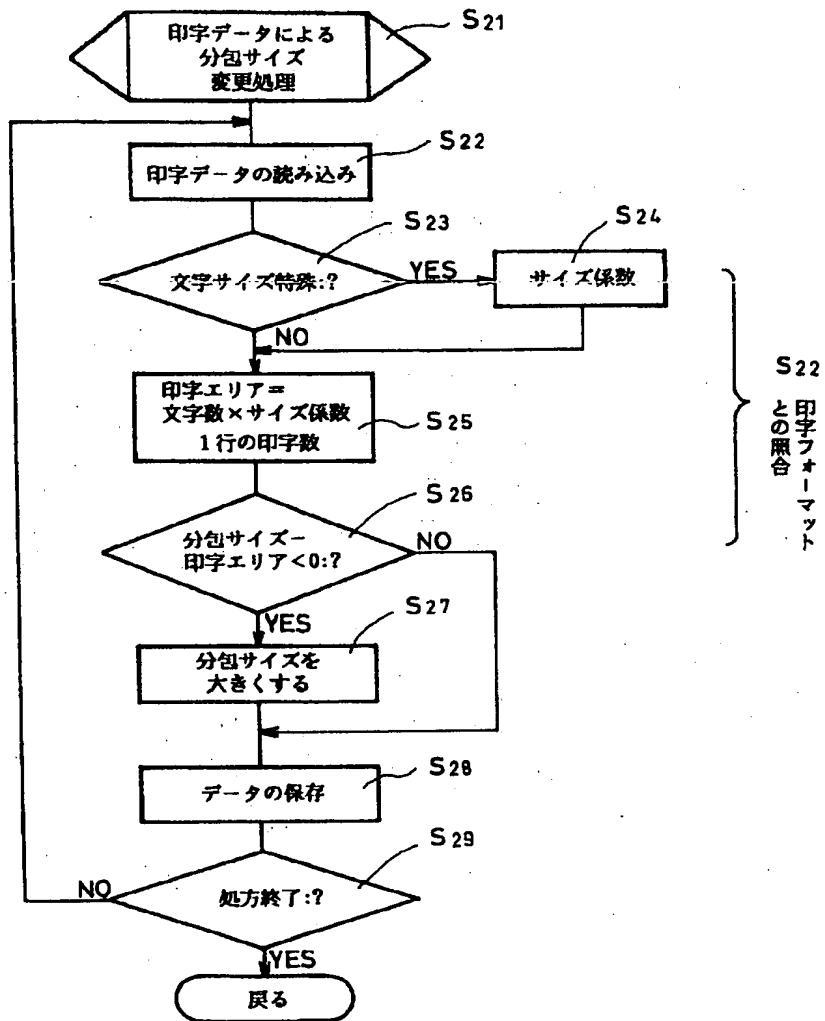 印字データによる
分包サイズ
変更処理
S21
印字データの読み込み
S22
文字サイズ特殊:?
S23
YES
NO
サイズ係数
S24
印字エリア=
文字数×サイズ係数
1行の印字数
S25
S22 印字フォーマット
との照合
分包サイズ-
印字エリア<0:?
S26
NO
YES
分包サイズを
大きくする
S27
データの保存
S28
処方終了:?
S29
NO
YES
戻る